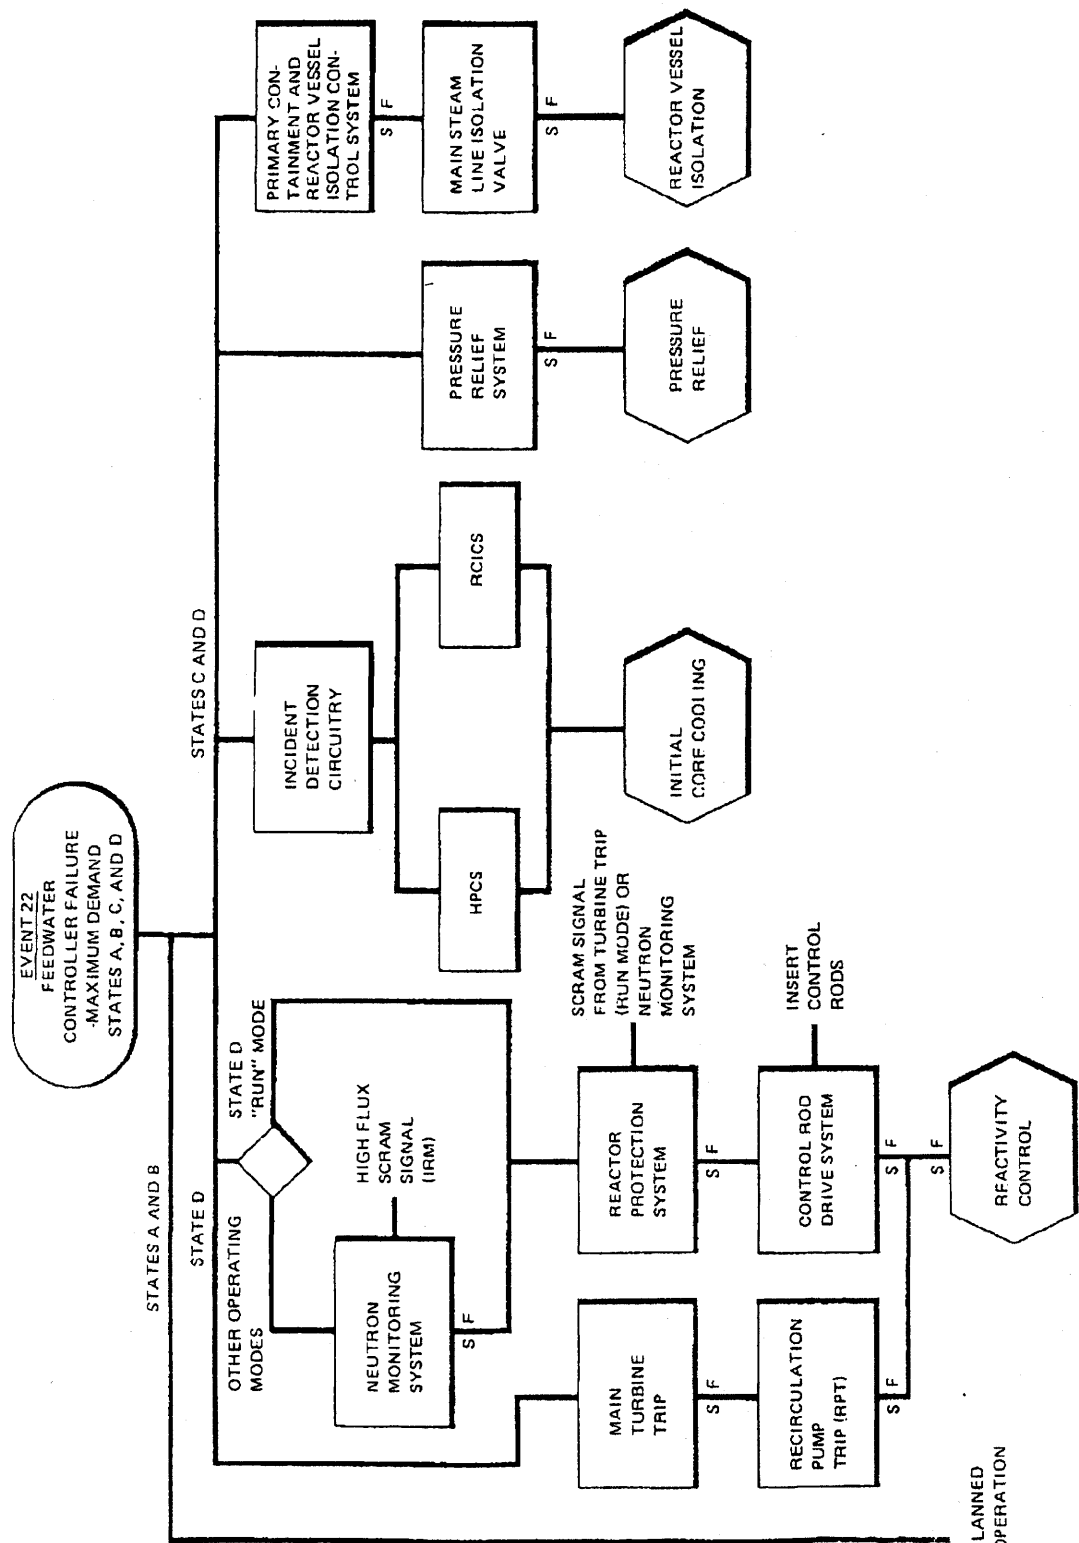 EVENT 22
FEEDWATER
CONTROLLER FAILURE
-MAXIMUM DEMAND
STATES A, B, C, AND D
STATES A AND B
STATE D
STATES C AND D
OTHER OPERATING
MODES
STATE D
"RUN" MODE
NEUTRON
MONITORING
SYSTEM
S F
HIGH FLUX
SCRAM
SIGNAL
(IRM)
INCIDENT
DETECTION
CIRCUITRY
HPCS
RCICS
INITIAL
CORE COOLING
PRESSURE
RELIEF
SYSTEM
S F
PRESSURE
RELIEF
PRIMARY CON-
TAINMENT AND
REACTOR VESSEL
ISOLATION CON-
TROL SYSTEM
S F
MAIN STEAM
LINE ISOLATION
VALVE
S F
REACTOR VESSEL
ISOLATION
MAIN
TURBINE
TRIP
S F
RECIRCULATION
PUMP
TRIP (RPT)
S F
REACTOR
PROTECTION
SYSTEM
S F
SCRAM SIGNAL
FROM TURBINE TRIP
(RUN MODE) OR
NEUTRON
MONITORING
SYSTEM
CONTROL ROD
DRIVE SYSTEM
S F
INSERT
CONTROL
RODS
S F
REACTIVITY
CONTROL
LANNED
OPERATION